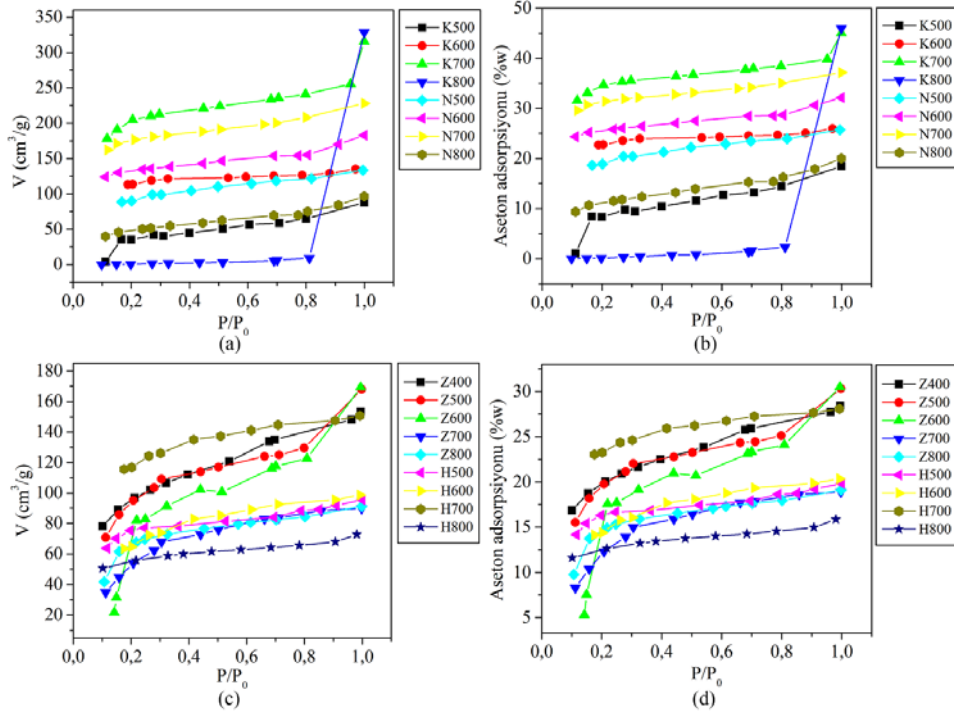 V (cm³/g)
350
300
250
200
150
100
50
0
0,0 0,2 0,4 0,6 0,8 1,0
P/P₀
(a)
K500
K600
K700
K800
N500
N600
N700
N800
Aseton adsorpsiyonu (%w)
50
40
30
20
10
0
0,0 0,2 0,4 0,6 0,8 1,0
P/P₀
(b)
K500
K600
K700
K800
N500
N600
N700
N800
V (cm³/g)
180
160
140
120
100
80
60
40
20
0,0 0,2 0,4 0,6 0,8 1,0
P/P₀
(c)
Z400
Z500
Z600
Z700
Z800
H500
H600
H700
H800
Aseton adsorpsiyonu (%w)
30
25
20
15
10
5
0,0 0,2 0,4 0,6 0,8 1,0
P/P₀
(d)
Z400
Z500
Z600
Z700
Z800
H500
H600
H700
H800